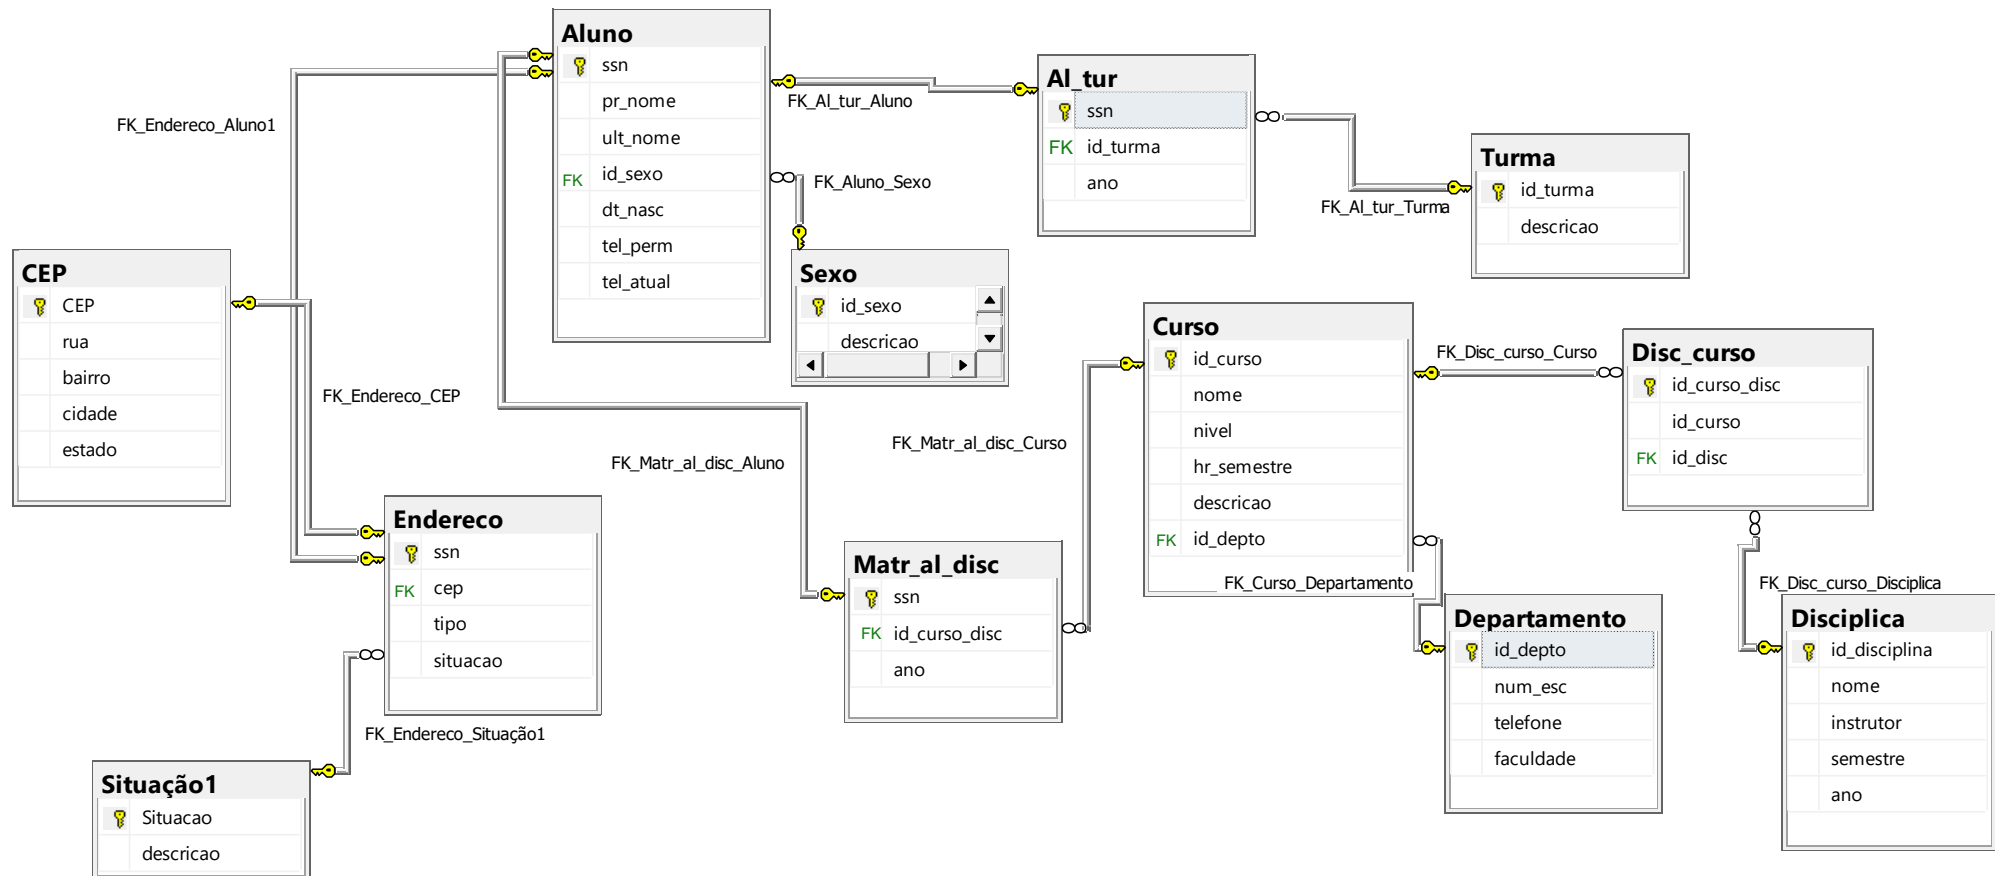 Aluno
ssn
pr_nome
ult_nome
FK id_sexo
dt_nasc
tel_perm
tel_atual
FK_Endereco_Aluno1
FK_Al_tur_Aluno
FK_Aluno_Sexo
Al_tur
ssn
FK id_turma
ano
FK_Al_tur_Turma
Turma
id_turma
descricao
CEP
CEP
rua
bairro
cidade
estado
FK_Endereco_CEP
Sexo
id_sexo
descricao
Curso
id_curso
nome
nivel
hr_semestre
descricao
FK id_depto
FK_Disc_curso_Curso
Disc_curso
id_curso_disc
id_curso
FK id_disc
FK_Matr_al_disc_Curso
FK_Matr_al_disc_Aluno
Endereco
ssn
FK cep
tipo
situacao
Matr_al_disc
ssn
FK id_curso_disc
ano
FK_Curso_Departamento
Departamento
id_depto
num_esc
telefone
faculdade
FK_Disc_curso_Disciplica
Disciplica
id_disciplina
nome
instrutor
semestre
ano
FK_Endereco_Situação1
Situação1
Situacao
descricao